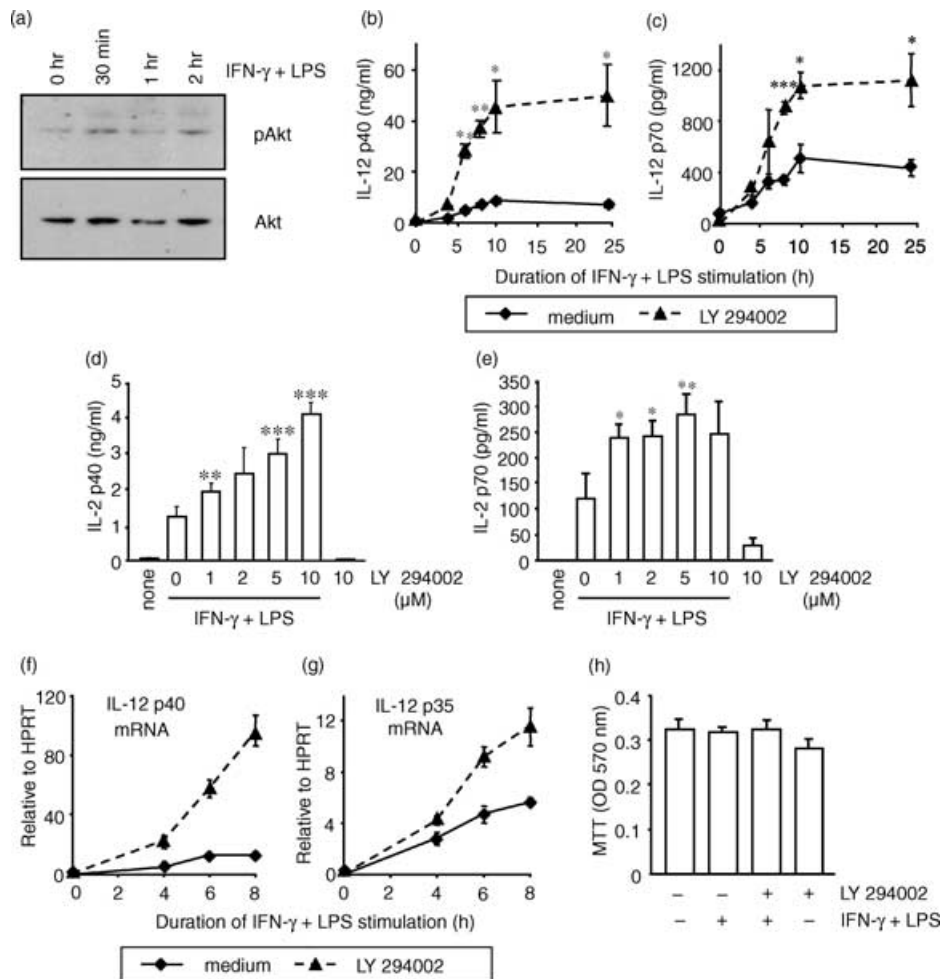 (a)
0 hr
30 min
1 hr
2 hr
IFN-γ + LPS
pAkt
Akt
(b)
IL-12 p40 (ng/ml)
60
40
20
0
* * * * * *
0 5 10 15 20 25
(c)
IL-12 p70 (pg/ml)
1200
800
400
0
*** * *
0 5 10 15 20 25
Duration of IFN-γ + LPS stimulation (h)
medium LY 294002
(d)
IL-2 p40 (ng/ml)
5
4
3
2
1
0
** *** ***
none 0 1 2 5 10 10 LY 294002
(μM)
IFN-γ + LPS
(e)
IL-2 p70 (pg/ml)
350
300
250
200
150
100
50
0
* * **
none 0 1 2 5 10 10 LY 294002
(μM)
IFN-γ + LPS
(f)
Relative to HPRT
120
80
40
0
IL-12 p40
mRNA
0 2 4 6 8
(g)
Relative to HPRT
12
8
4
0
IL-12 p35
mRNA
0 2 4 6 8
Duration of IFN-γ + LPS stimulation (h)
medium LY 294002
(h)
MTT (OD 570 nm)
0.4
0.3
0.2
0.1
0
– – + + LY 294002
– + + – IFN-γ + LPS